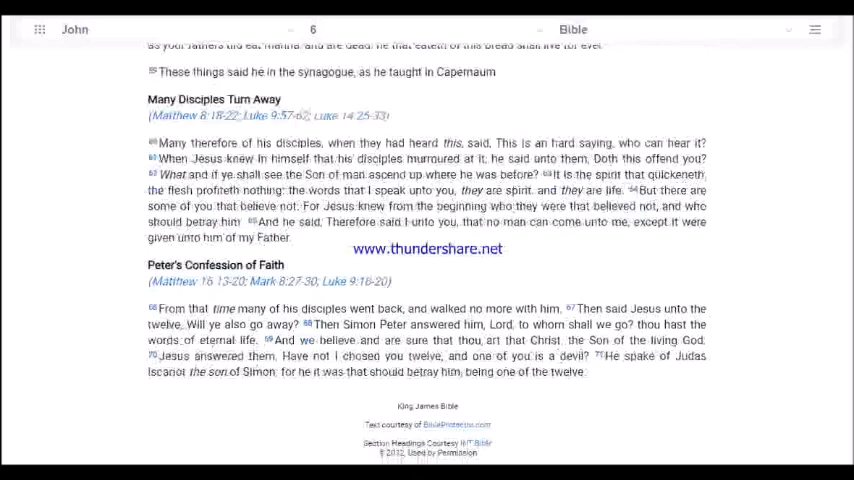 John 6 Bible
as your fathers did eat manna, and are dead: he that eateth of this bread shall live for ever.
59 These things said he in the synagogue, as he taught in Capernaum
Many Disciples Turn Away
(Matthew 8:18-22; Luke 9:57-62; Luke 14:25-33)
60 Many therefore of his disciples, when they had heard this, said, This is an hard saying, who can hear it?
61 When Jesus knew in himself that his disciples murmured at it, he said unto them, Doth this offend you?
62 What and if ye shall see the Son of man ascend up where he was before? 63 It is the spirit that quickeneth,
the flesh profiteth nothing: the words that I speak unto you, they are spirit, and they are life. 64 But there are
some of you that believe not. For Jesus knew from the beginning who they were that believed not, and who
should betray him. 65 And he said, Therefore said I unto you, that no man can come unto me, except it were
given unto him of my Father.
www.thundershare.net
Peter's Confession of Faith
(Matthew 16:13-20; Mark 8:27-30; Luke 9:18-20)
66 From that time many of his disciples went back, and walked no more with him. 67 Then said Jesus unto the
twelve, Will ye also go away? 68 Then Simon Peter answered him, Lord, to whom shall we go? thou hast the
words of eternal life. 69 And we believe and are sure that thou art that Christ, the Son of the living God.
70 Jesus answered them, Have not I chosen you twelve, and one of you is a devil? 71 He spake of Judas
Iscariot the son of Simon: for he it was that should betray him, being one of the twelve.
King James Bible
Text courtesy of BibleProtector.com
Section Headings Courtesy INT Bible
© 2012, Used by Permission